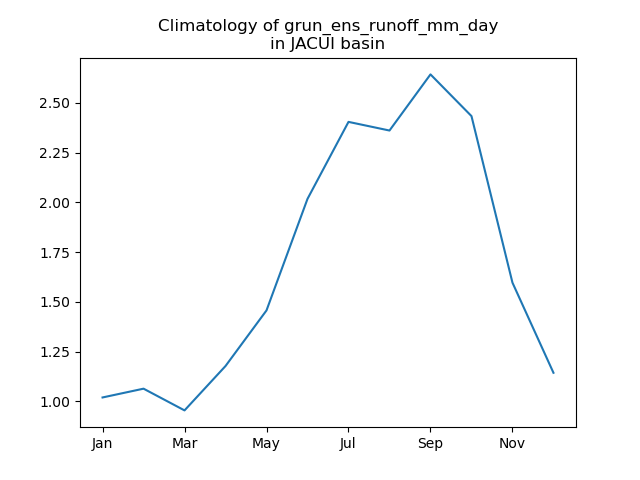 Climatology of grun_ens_runoff_mm_day
in JACUI basin
2.50
2.25
2.00
1.75
1.50
1.25
1.00
Jan Mar May Jul Sep Nov